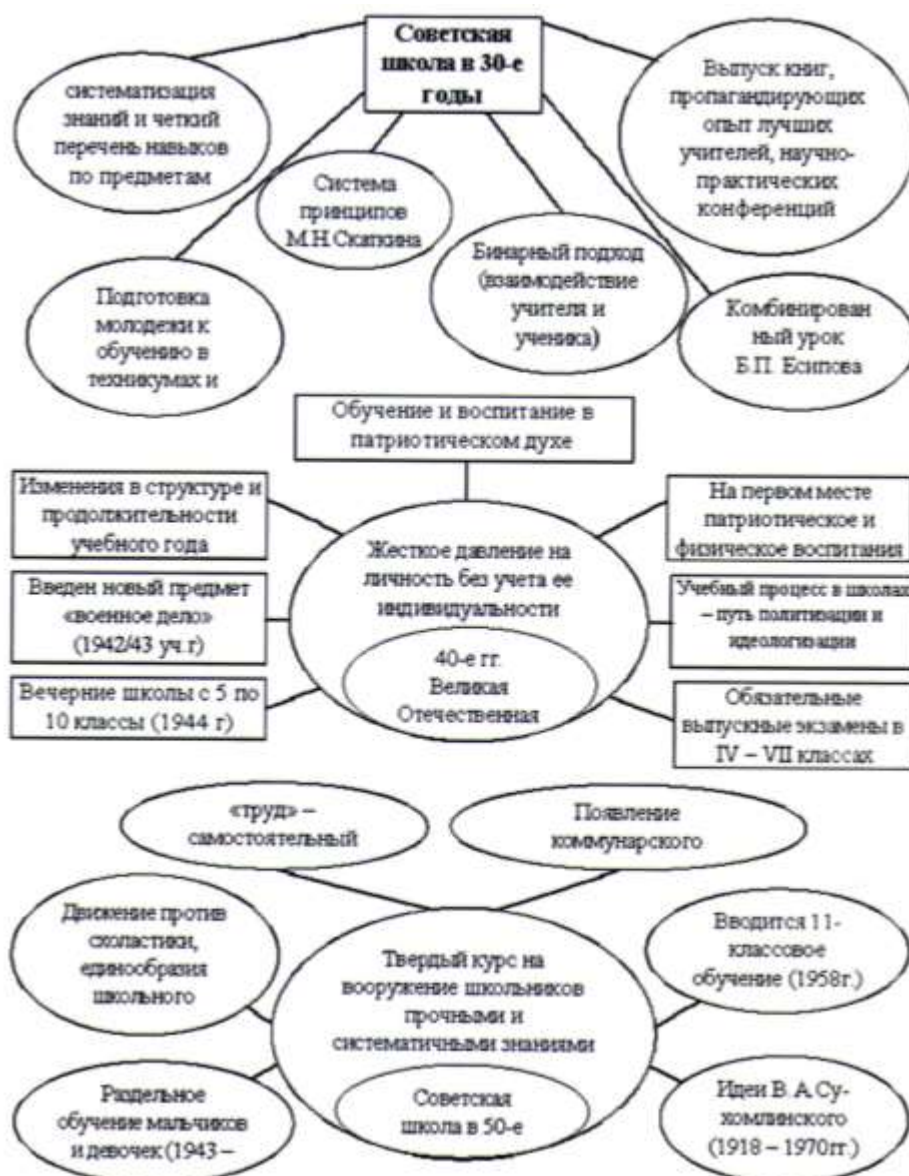 Советская
школа в 30-е
годы
систематизация
знаний и четкий
перечень навыков
по предметам
Система
принципов
М.Н.Скаткина
Выпуск книг,
пропагандирующих
опыт лучших
учителей, научно-
практических
конференций
Подготовка
молодежи к
обучению в
техникумах и
Бинарный подход
(взаимодействие
учителя и
ученика)
Комбинирован
ный урок
Б.П. Есипова
Обучение и воспитание в
патриотическом духе
Изменения в структуре и
продолжительности
учебного года
Введен новый предмет
«военное дело»
(1942/43 уч.г)
Вечерние школы с 5 по
10 классы (1944 г)
Жесткое давление на
личность без учета ее
индивидуальности
40-е гг.
Великая
Отечественная
На первом месте
патриотическое и
физическое воспитания
Учебный процесс в школах
– путь политизации и
идеологизации
Обязательные
выпускные экзамены в
IV – VII классах
«труд» –
самостоятельный
Появление
коммунарского
Движение против
схоластики,
единообразия
школьного
Твердый курс на
вооружение школьников
прочными и
систематичными знаниями
Советская
школа в 50-е
Вводится 11-
классовое
обучение (1958г.)
Раздельное
обучение мальчиков
и девочек (1943 –
Идеи В.А.Су-
хомлинского
(1918 – 1970гг.)